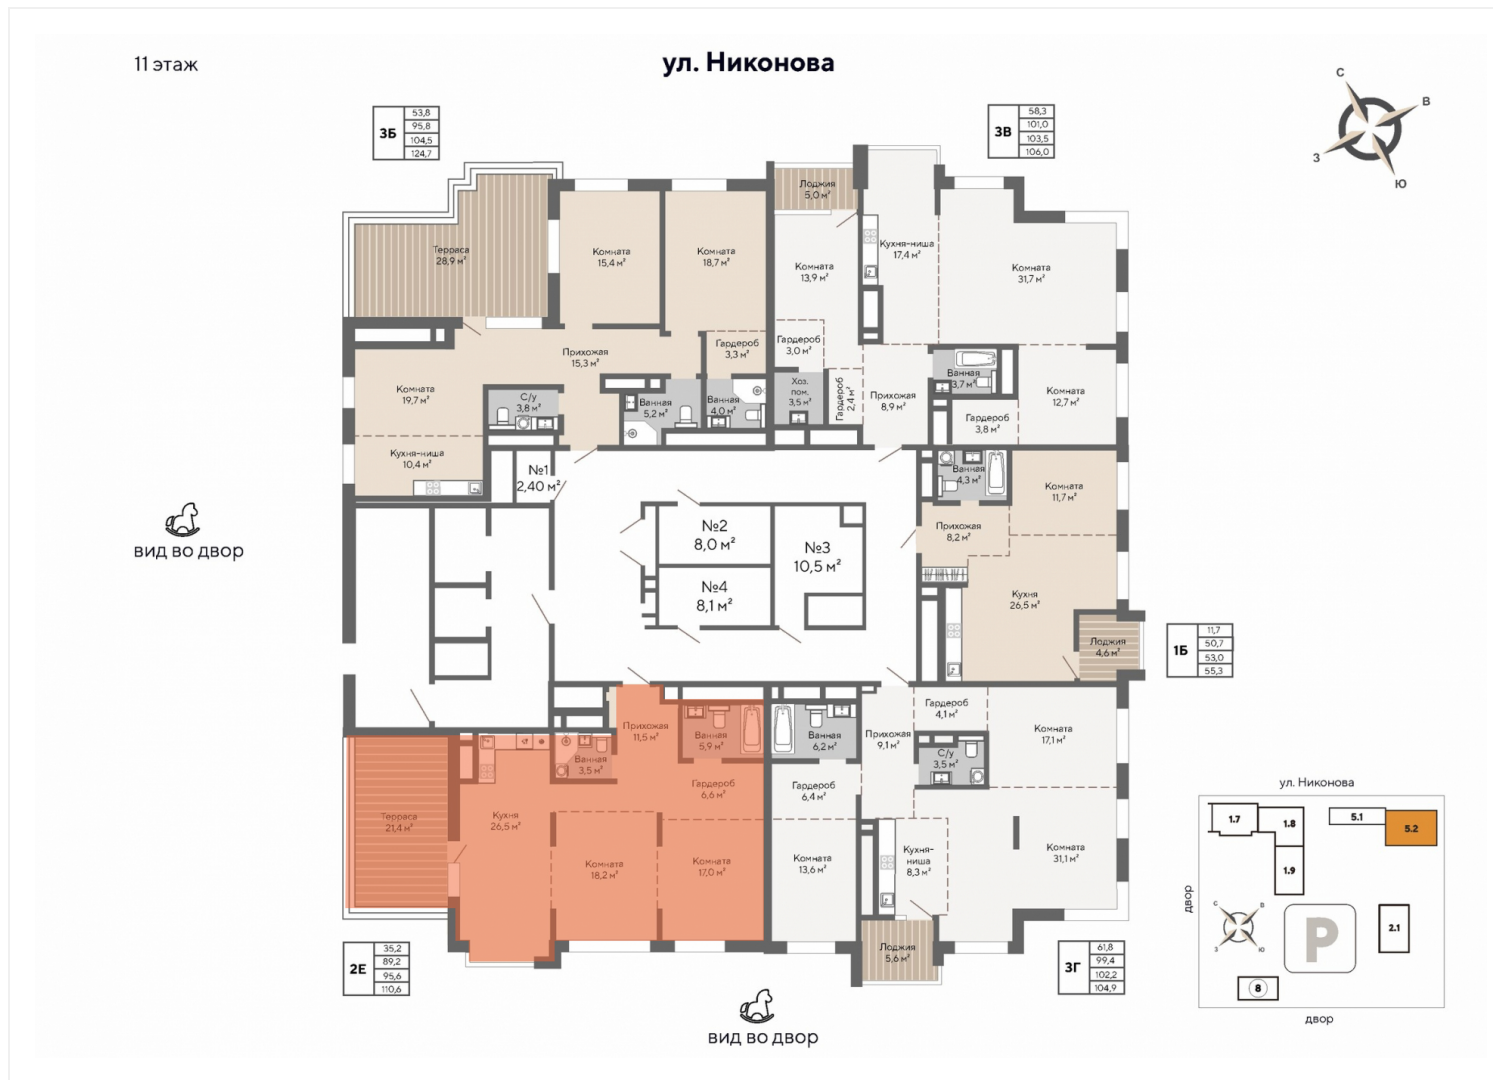 11 этаж
ул. Никонова
С
В
З
Ю
3Б
53,8
95,8
104,5
124,7
3В
58,3
101,0
103,5
106,0
Терраса
28,9 м²
Комната
15,4 м²
Комната
18,7 м²
Лоджия
5,0 м²
Комната
13,9 м²
Кухня-ниша
17,4 м²
Комната
31,7 м²
Прихожая
15,3 м²
Гардероб
3,3 м²
Гардероб
3,0 м²
Комната
19,7 м²
С/у
3,8 м²
Ванная
5,2 м²
Ванная
4,0 м²
Хоз.
пом.
3,5 м²
Гардероб
2,4 м²
Прихожая
8,9 м²
Ванная
3,7 м²
Комната
12,7 м²
Гардероб
3,8 м²
Кухня-ниша
10,4 м²
№1
2,40 м²
Ванная
4,3 м²
Комната
11,7 м²
вид во двор
№2
8,0 м²
№3
10,5 м²
№4
8,1 м²
Прихожая
8,2 м²
Кухня
26,5 м²
Лоджия
4,6 м²
1Б
11,7
50,7
53,0
55,3
Прихожая
11,5 м²
Ванная
5,9 м²
Ванная
3,5 м²
Гардероб
6,6 м²
Терраса
21,4 м²
Кухня
26,5 м²
Комната
18,2 м²
Комната
17,0 м²
Ванная
6,2 м²
Прихожая
9,1 м²
Гардероб
4,1 м²
Комната
17,1 м²
С/у
3,5 м²
Гардероб
6,4 м²
Комната
13,6 м²
Кухня-
ниша
8,3 м²
Комната
31,1 м²
Лоджия
5,6 м²
2Е
35,2
89,2
95,6
110,6
3Г
61,8
99,4
102,2
104,9
вид во двор
ул. Никонова
1.7
1.8
5.1
5.2
1.9
двор
С
В
З
Ю
P
2.1
8
двор